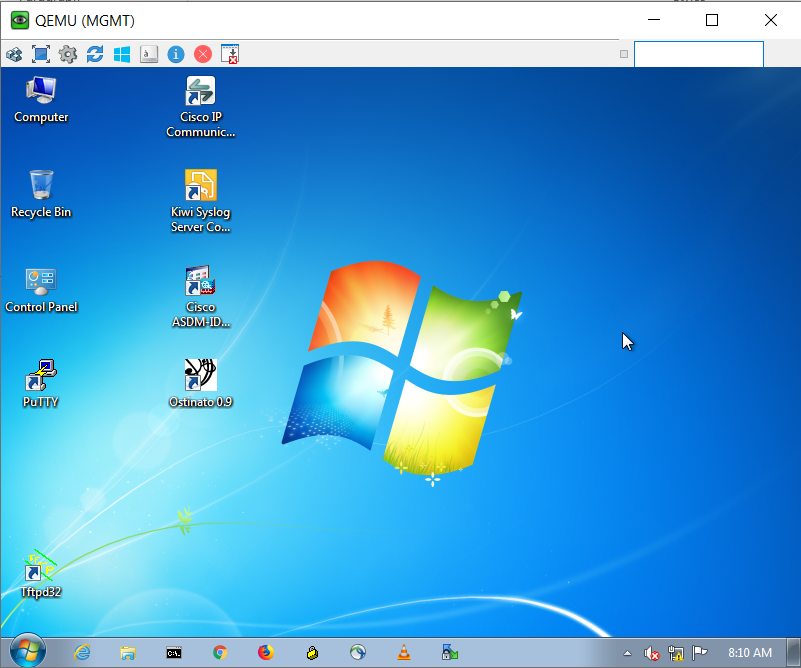 QEMU (MGMT)
Computer
Cisco IP
Communic...
Recycle Bin
Kiwi Syslog
Server Co...
Control Panel
Cisco
ASDM-ID...
PuTTY
Ostinato 0.9
Tftpd32
8:10 AM